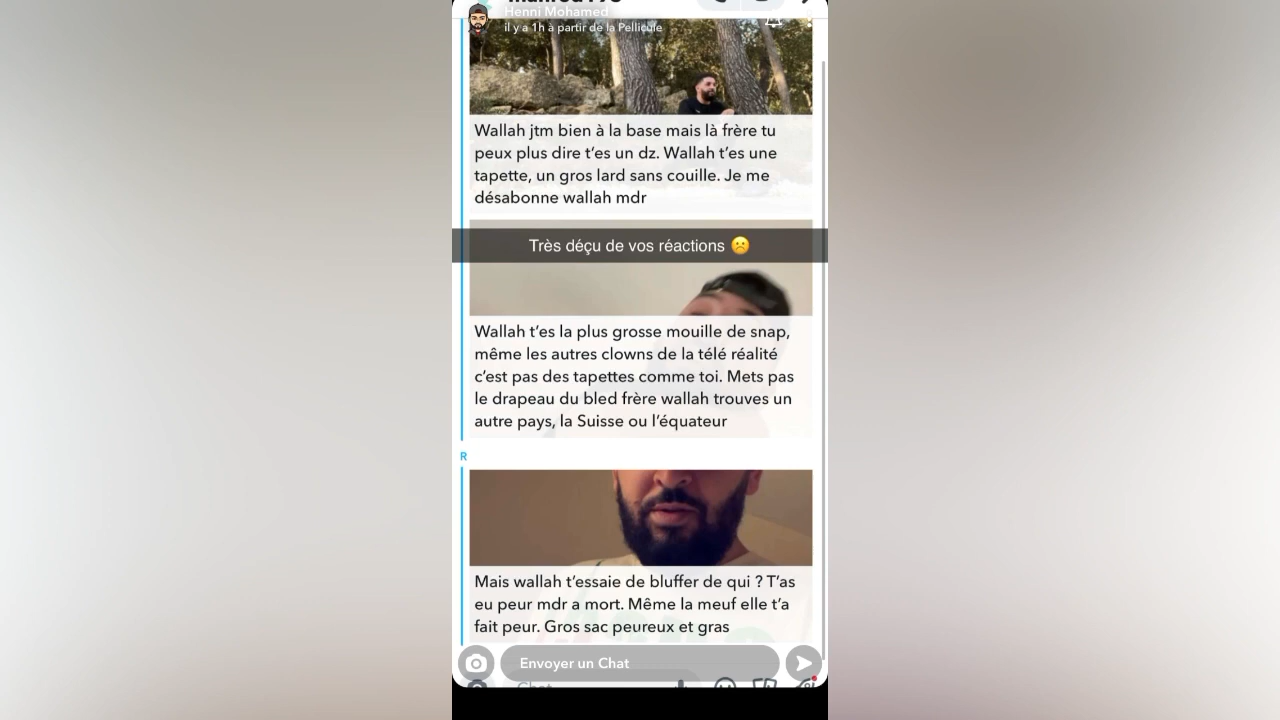 Henni Mohamed
il y a 1h à partir de la Pellicule
Wallah jtm bien à la base mais là frère tu
peux plus dire t'es un dz. Wallah t'es une
tapette, un gros lard sans couille. Je me
désabonne wallah mdr
Très déçu de vos réactions ☹️
Wallah t'es la plus grosse mouille de snap,
même les autres clowns de la télé réalité
c'est pas des tapettes comme toi. Mets pas
le drapeau du bled frère wallah trouves un
autre pays, la Suisse ou l'équateur
R
Mais wallah t'essaie de bluffer de qui ? T'as
eu peur mdr a mort. Même la meuf elle t'a
fait peur. Gros sac peureux et gras
Envoyer un Chat
Chat